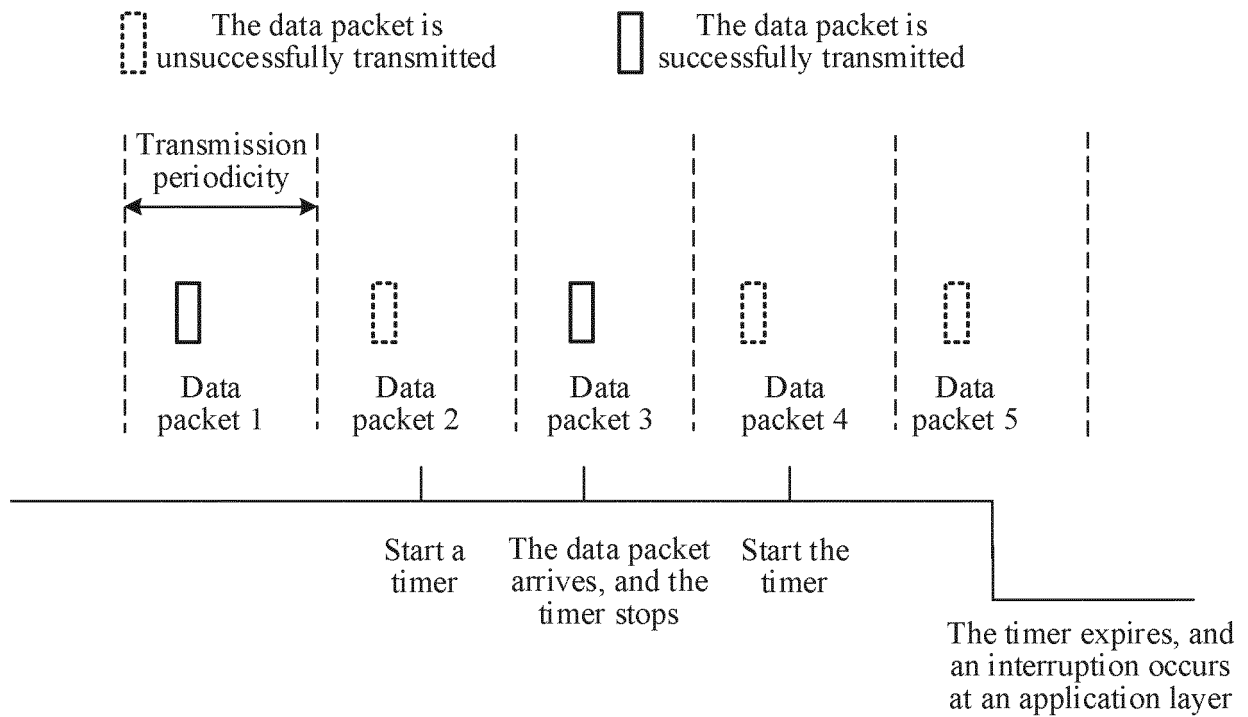 The data packet is
unsuccessfully transmitted
The data packet is
successfully transmitted
Transmission
periodicity
Data
packet 1
Data
packet 2
Data
packet 3
Data
packet 4
Data
packet 5
Start a
timer
The data packet
arrives, and the
timer stops
Start the
timer
The timer expires, and
an interruption occurs
at an application layer